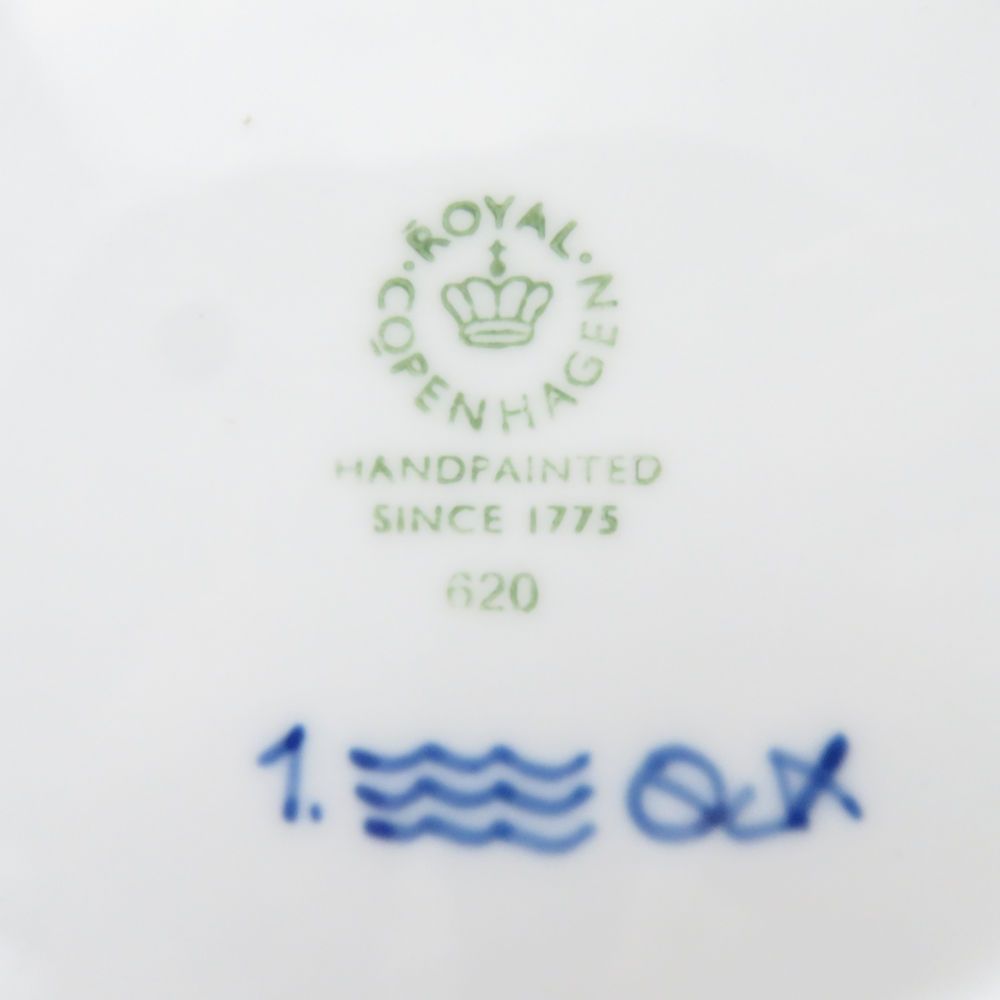 ROYAL
COPENHAGEN
HANDPAINTED
SINCE 1775
620
1.